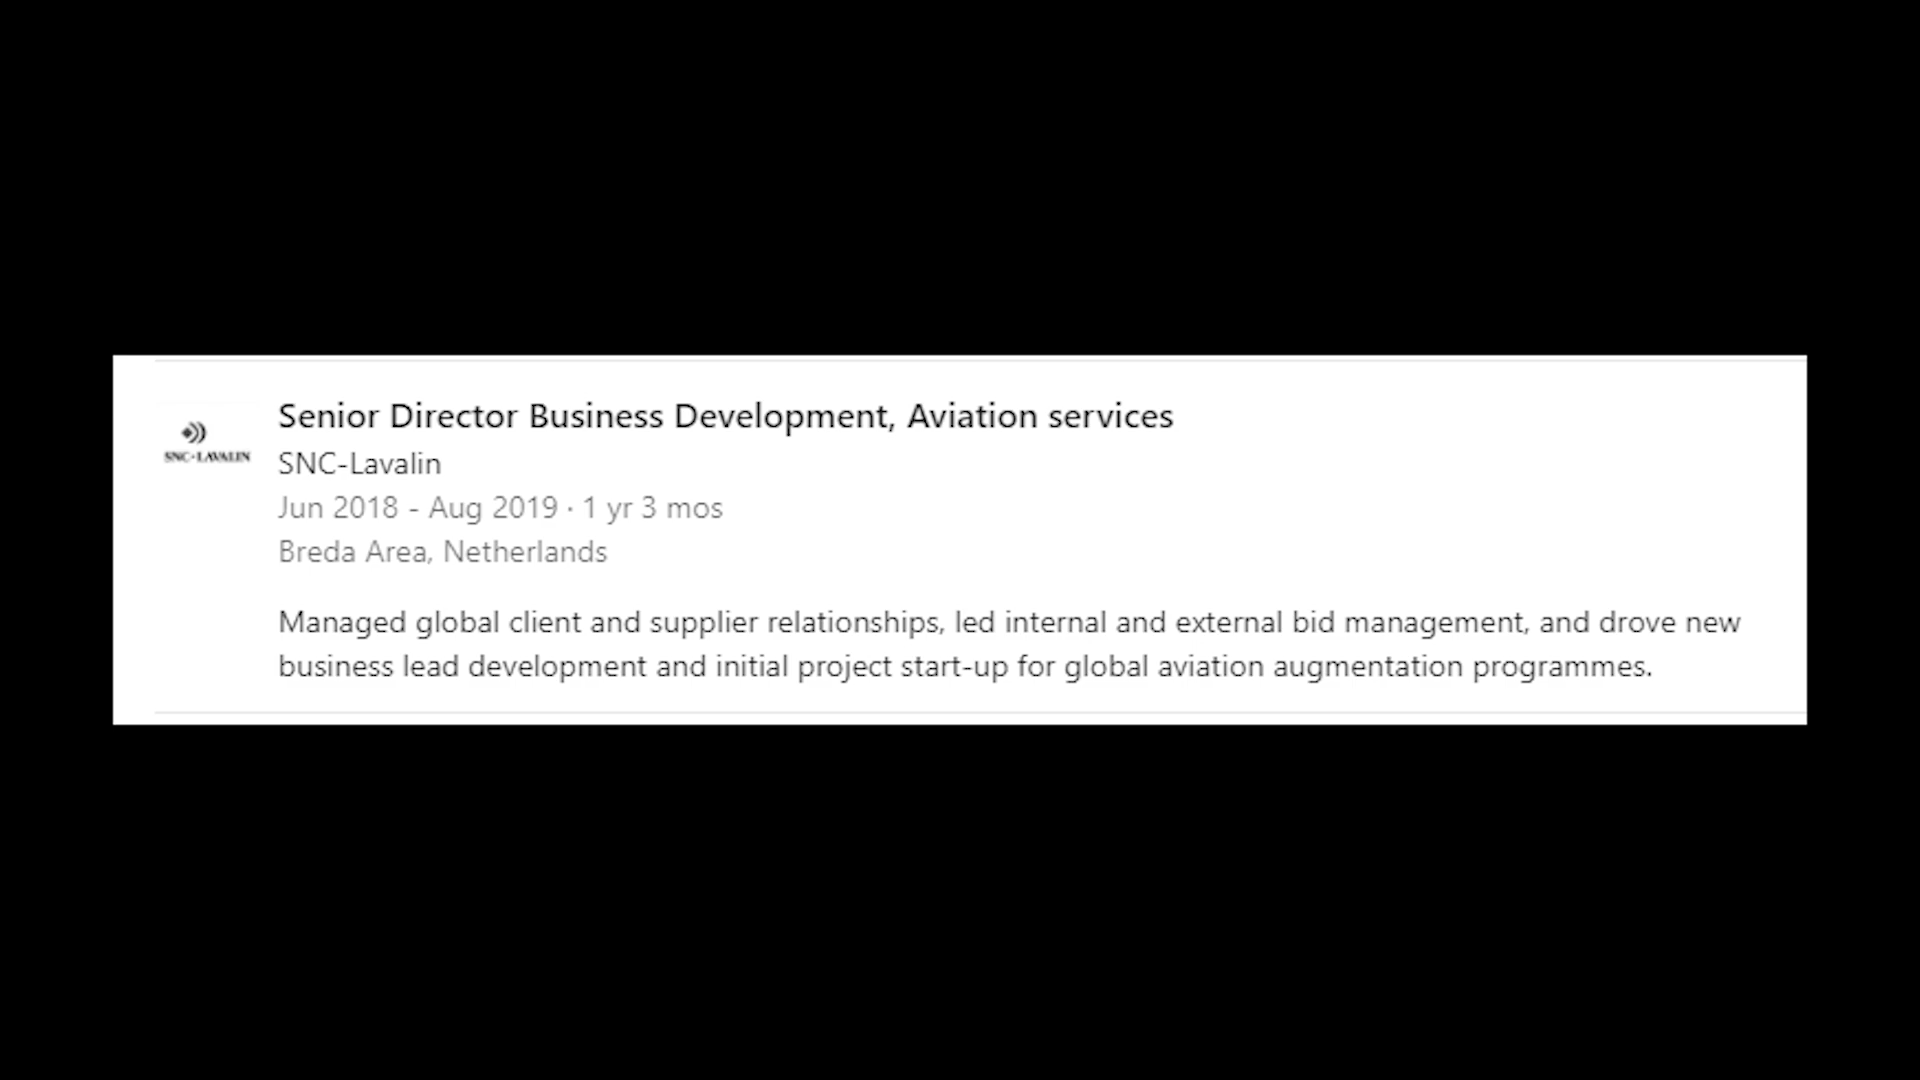 Senior Director Business Development, Aviation services
SNC·LAVALIN
SNC-Lavalin
Jun 2018 - Aug 2019 · 1 yr 3 mos
Breda Area, Netherlands
Managed global client and supplier relationships, led internal and external bid management, and drove new
business lead development and initial project start-up for global aviation augmentation programmes.